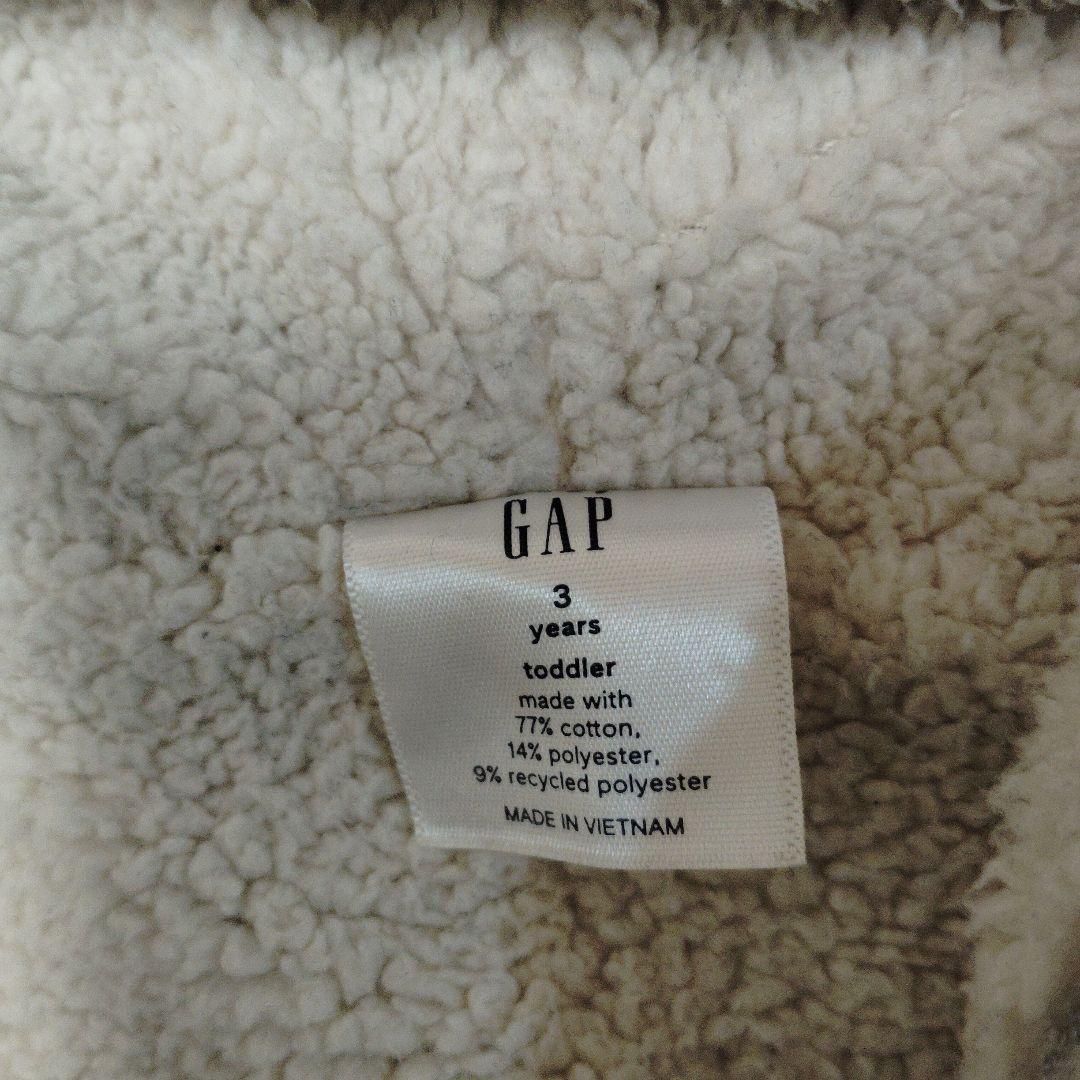 GAP
3
years
toddler
made with
77% cotton,
14% polyester,
9% recycled polyester
MADE IN VIETNAM